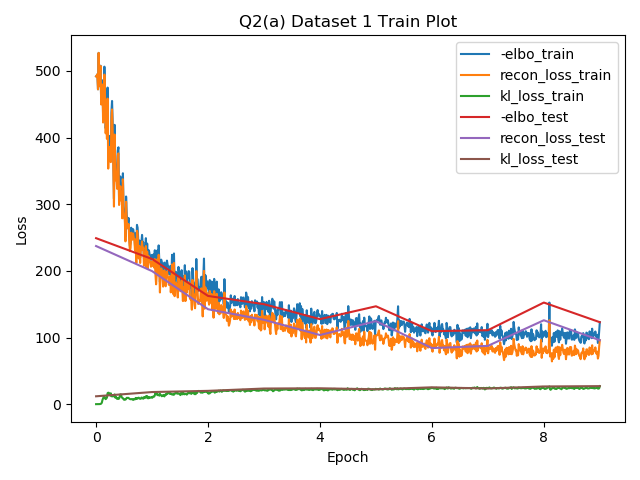 Q2(a) Dataset 1 Train Plot
-elbo_train
recon_loss_train
kl_loss_train
-elbo_test
recon_loss_test
kl_loss_test
Loss
500
400
300
200
100
0
0 2 4 6 8
Epoch